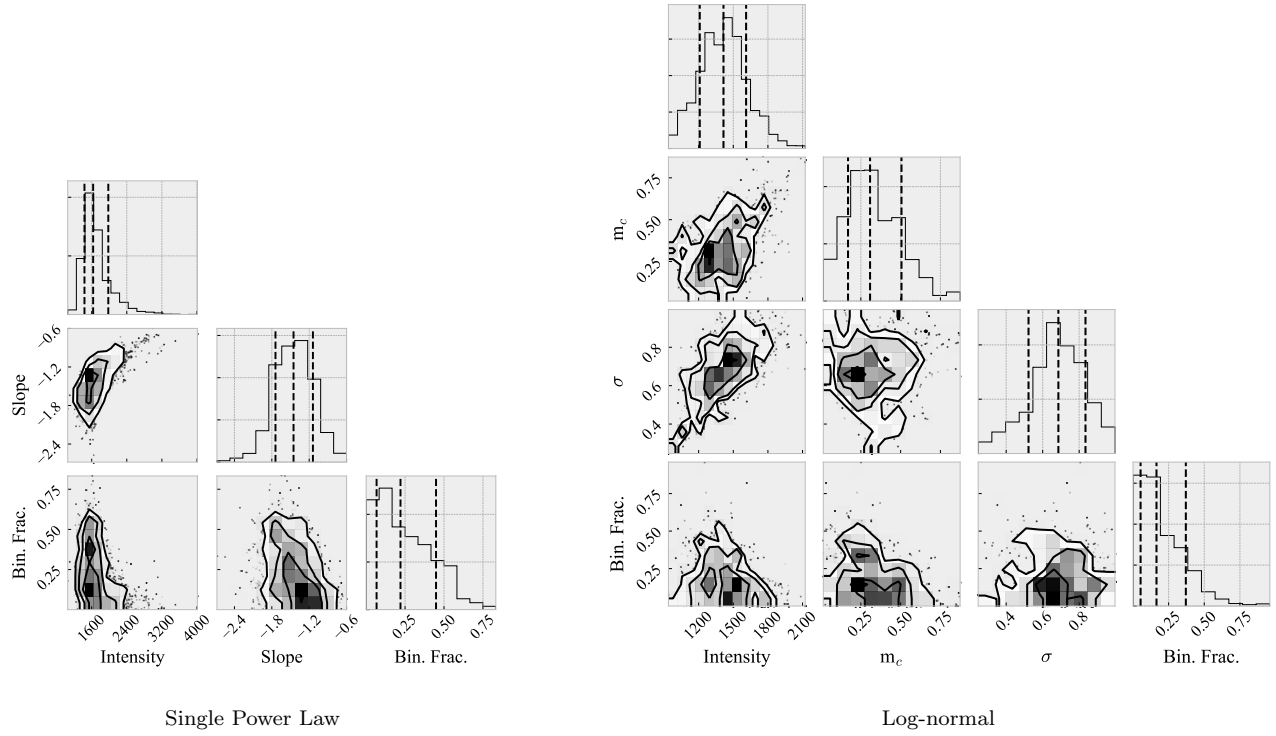 0.75
m_c
0.50
0.25
−0.6
−1.2
Slope
−1.8
−2.4
0.8
σ
0.6
0.4
0.75
Bin. Frac.
0.50
0.25
0.75
Bin. Frac.
0.50
0.25
1600 2400 3200 4000 −2.4 −1.8 −1.2 −0.6 0.25 0.50 0.75
1200 1500 1800 2100 0.25 0.50 0.75 0.4 0.6 0.8 0.25 0.50 0.75
Intensity Slope Bin. Frac.
Intensity m_c σ Bin. Frac.
Single Power Law
Log-normal